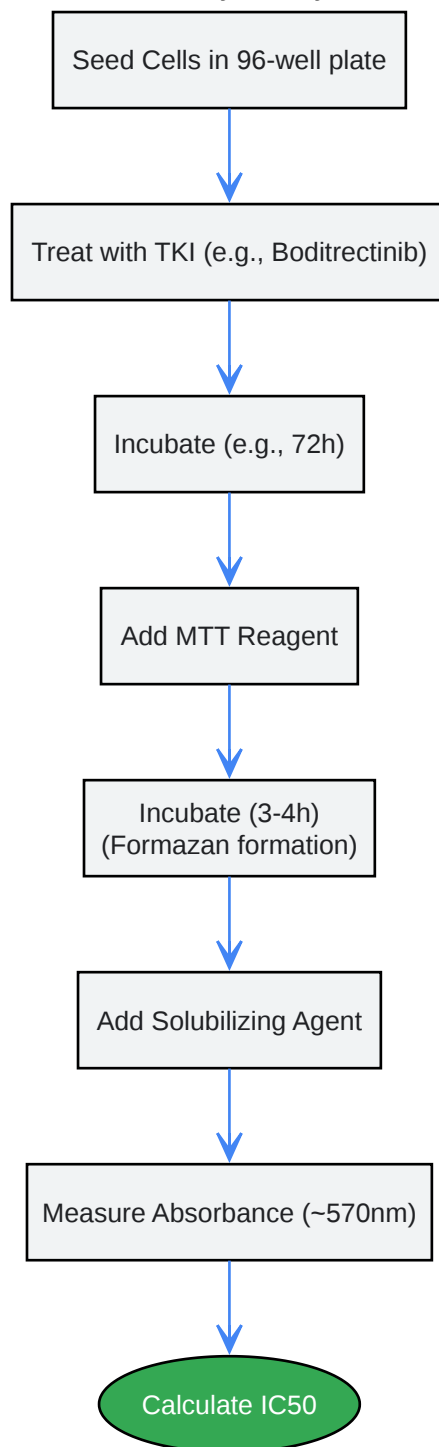 Seed Cells in 96-well plate
Treat with TKI (e.g., Boditrectinib)
Incubate (e.g., 72h)
Add MTT Reagent
Incubate (3-4h)
(Formazan formation)
Add Solubilizing Agent
Measure Absorbance (~570nm)
Calculate IC50